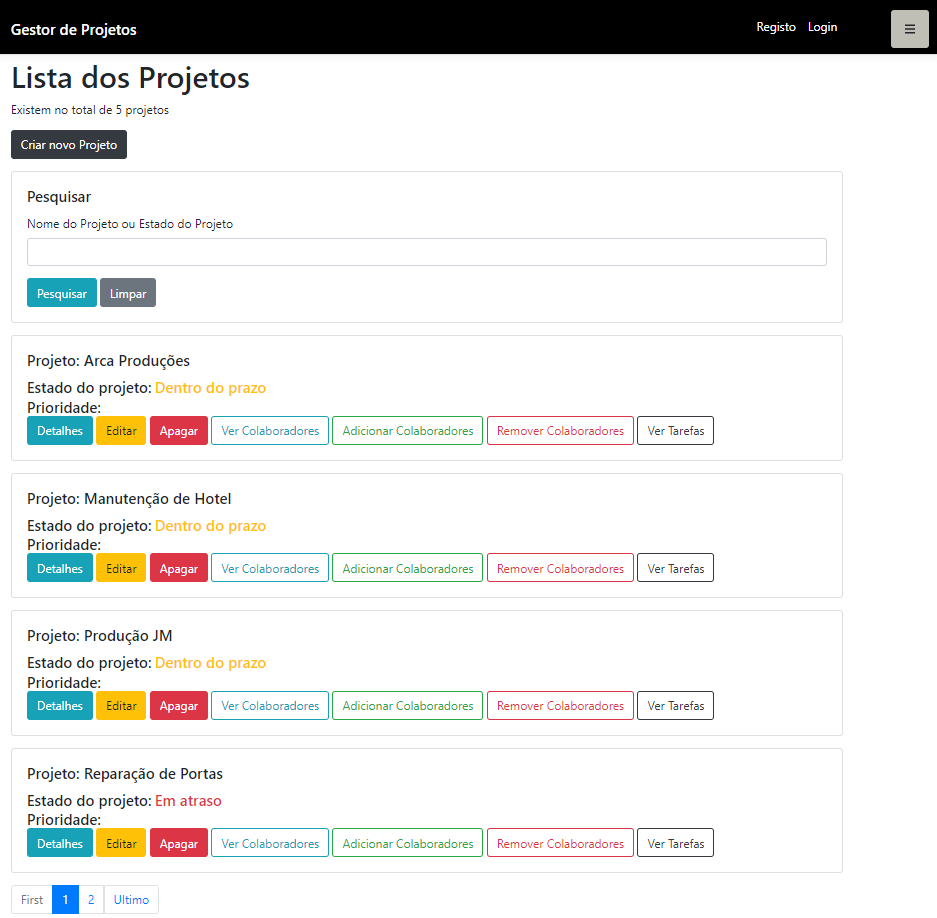 Gestor de Projetos Registo Login
Lista dos Projetos
Existem no total de 5 projetos
Criar novo Projeto
Pesquisar
Nome do Projeto ou Estado do Projeto
Pesquisar Limpar
Projeto: Arca Produções
Estado do projeto: Dentro do prazo
Prioridade:
Detalhes Editar Apagar Ver Colaboradores Adicionar Colaboradores Remover Colaboradores Ver Tarefas
Projeto: Manutenção de Hotel
Estado do projeto: Dentro do prazo
Prioridade:
Detalhes Editar Apagar Ver Colaboradores Adicionar Colaboradores Remover Colaboradores Ver Tarefas
Projeto: Produção JM
Estado do projeto: Dentro do prazo
Prioridade:
Detalhes Editar Apagar Ver Colaboradores Adicionar Colaboradores Remover Colaboradores Ver Tarefas
Projeto: Reparação de Portas
Estado do projeto: Em atraso
Prioridade:
Detalhes Editar Apagar Ver Colaboradores Adicionar Colaboradores Remover Colaboradores Ver Tarefas
First 1 2 Ultimo